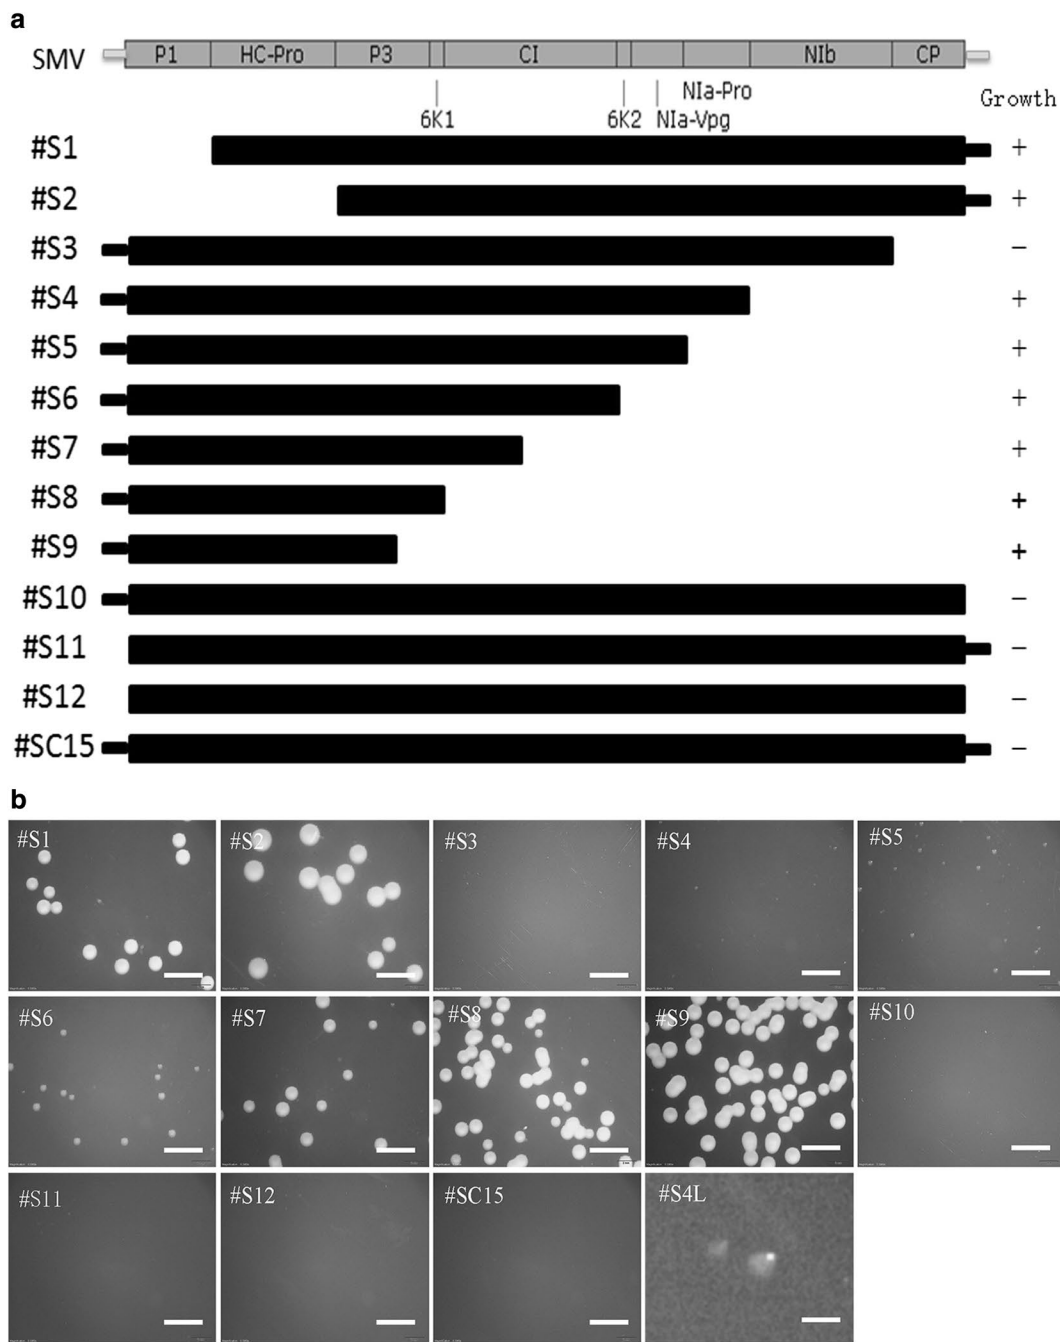 a
SMV P1 HC-Pro P3 CI NIb CP
NIa-Pro Growth
6K1 6K2 NIa-Vpg
#S1 +
#S2 +
#S3 −
#S4 +
#S5 +
#S6 +
#S7 +
#S8 +
#S9 +
#S10 −
#S11 −
#S12 −
#SC15 −
b
#S1 #S2 #S3 #S4 #S5
#S6 #S7 #S8 #S9 #S10
#S11 #S12 #SC15 #S4L